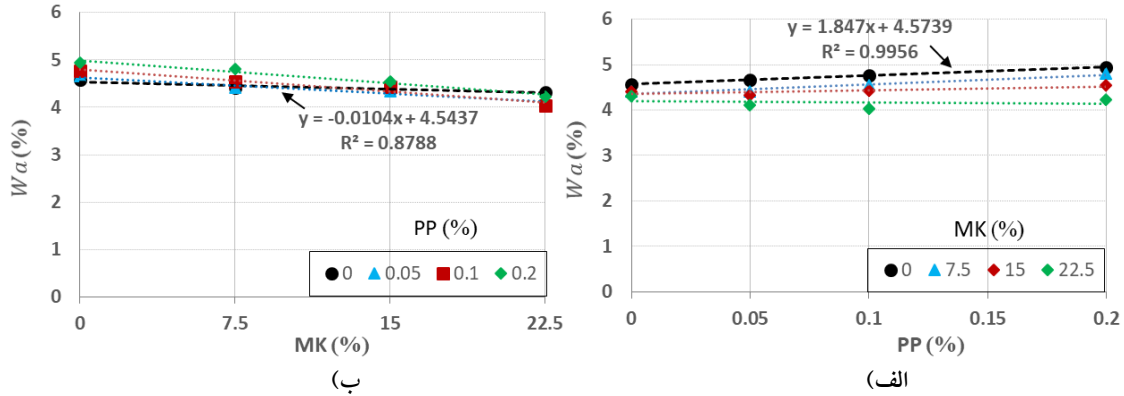 6
5
4
3
2
1
0
Wa (%)
y = -0.0104x + 4.5437
R² = 0.8788
PP (%)
0 0.05 0.1 0.2
0 7.5 15 22.5
MK (%)
ب)
6
5
4
3
2
1
0
Wa (%)
y = 1.847x + 4.5739
R² = 0.9956
MK (%)
0 7.5 15 22.5
0 0.05 0.1 0.15 0.2
PP (%)
الف)